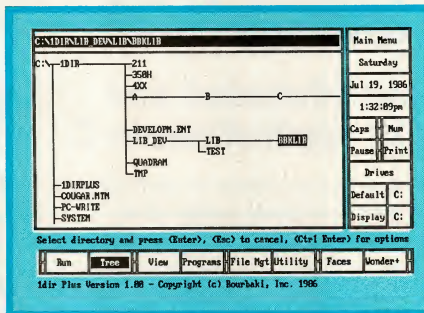 C:\1DIR\LIB_DEV\LIB\BBKLIB
Main Menu
Saturday
Jul 19, 1986
1:32:09pm
Caps Num
Pause Print
Drives
Default C:
Display C:
C:\ 1DIR 211
350H
4XX
A B C
DEVELOPM.ENT
LIB_DEV LIB BBKLIB
TEST
QUADRAM
TMP
1DIRPLUS
COUGAR.MTN
PC-WRITE
SYSTEM
Select directory and press (Enter), (Esc) to cancel, (Ctrl Enter) for options
Run Tree View Programs File Mgt Utility Faces Wonder+
1dir Plus Version 1.00 - Copyright (c) Bourbaki, Inc. 1986